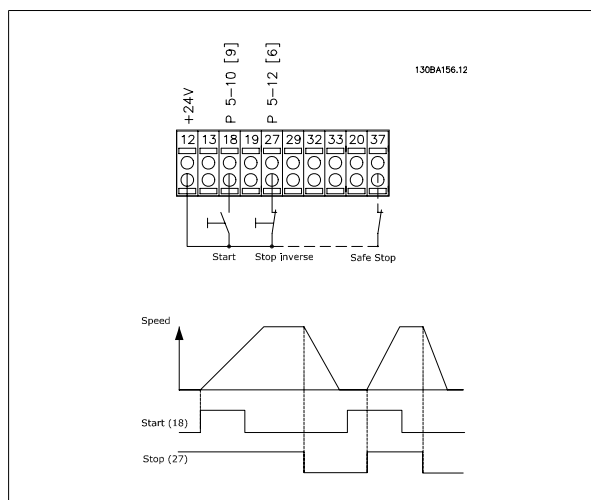 130BA156.12
+24V
P 5-10 [9]
P 5-12 [6]
12 13 18 19 27 29 32 33 20 37
Start Stop inverse Safe Stop
Speed
Start (18)
Stop (27)